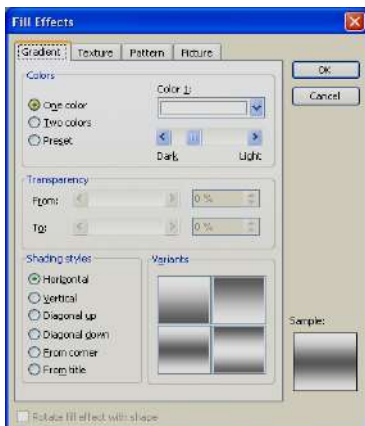 Fill Effects
Gradient Texture Pattern Picture
OK
Cancel
Colors
One color
Two colors
Preset
Color 1:
Dark Light
Transparency
From: 0 %
To: 0 %
Shading styles
Horizontal
Vertical
Diagonal up
Diagonal down
From corner
From title
Variants
Sample:
Rotate fill effect with shape